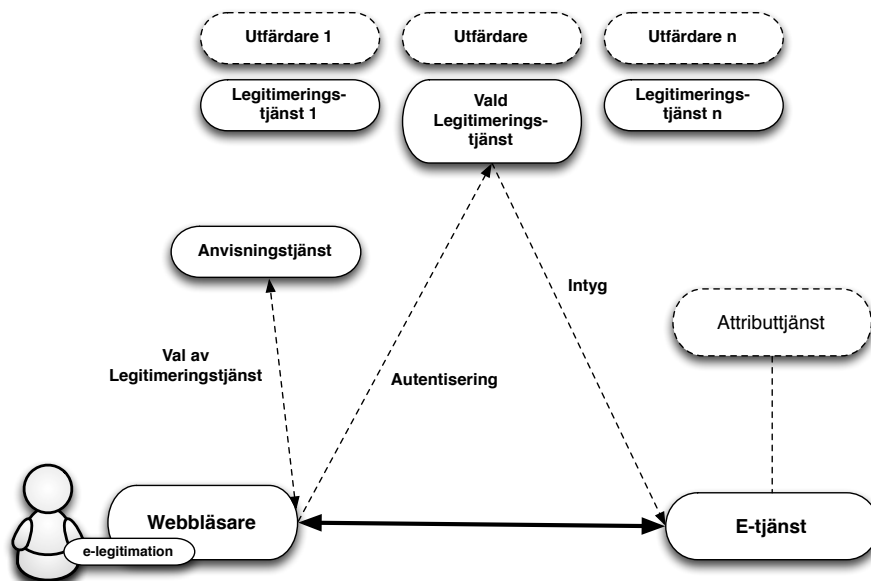 Utfärdare 1
Utfärdare
Utfärdare n
Legitimerings-
tjänst 1
Vald
Legitimerings-
tjänst
Legitimerings-
tjänst n
Anvisningstjänst
Intyg
Attributtjänst
Val av
Legitimeringstjänst
Autentisering
Webbläsare
E-tjänst
e-legitimation